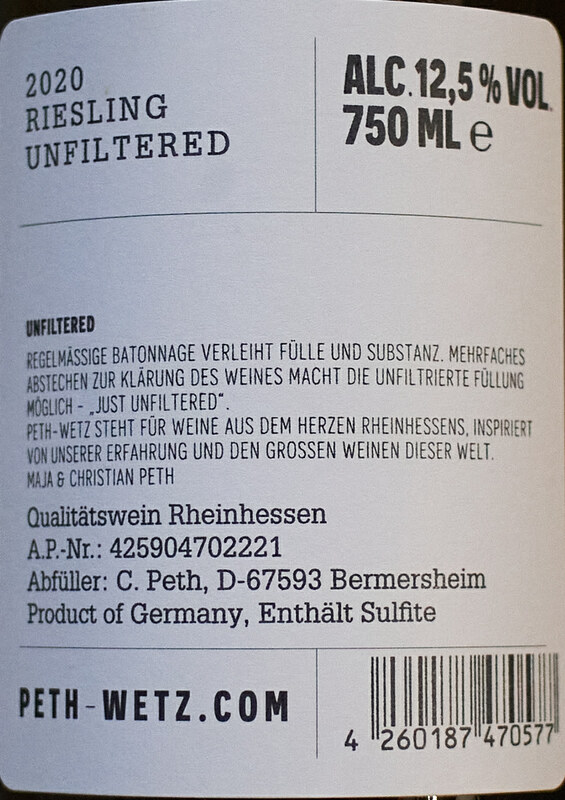 2020
RIESLING
UNFILTERED
ALC. 12,5 % VOL.
750 ML ℮
UNFILTERED
REGELMÄSSIGE BATONNAGE VERLEIHT FÜLLE UND SUBSTANZ. MEHRFACHES
ABSTECHEN ZUR KLÄRUNG DES WEINES MACHT DIE UNFILTRIERTE FÜLLUNG
MÖGLICH - „JUST UNFILTERED“.
PETH-WETZ STEHT FÜR WEINE AUS DEM HERZEN RHEINHESSENS, INSPIRIERT
VON UNSERER ERFAHRUNG UND DEN GROSSEN WEINEN DIESER WELT.
MAJA & CHRISTIAN PETH
Qualitätswein Rheinhessen
A.P.-Nr.: 425904702221
Abfüller: C. Peth, D-67593 Bermersheim
Product of Germany, Enthält Sulfite
PETH-WETZ.COM
4 260187 470577